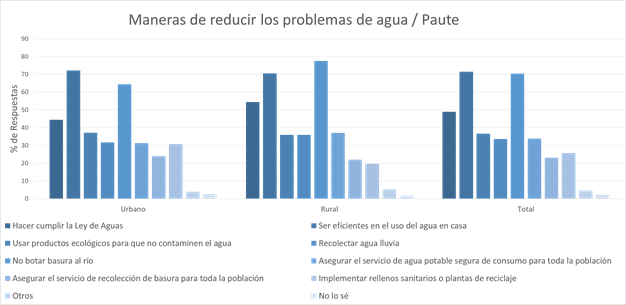 Maneras de reducir los problemas de agua / Paute
90
80
70
60
50
40
30
20
10
0
% de Respuestas
Urbano Rural Total
Hacer cumplir la Ley de Aguas Ser eficientes en el uso del agua en casa
Usar productos ecológicos para que no contaminen el agua Recolectar agua lluvia
No botar basura al río Asegurar el servicio de agua potable segura de consumo para toda la población
Asegurar el servicio de recolección de basura para toda la población Implementar rellenos sanitarios o plantas de reciclaje
Otros No lo sé